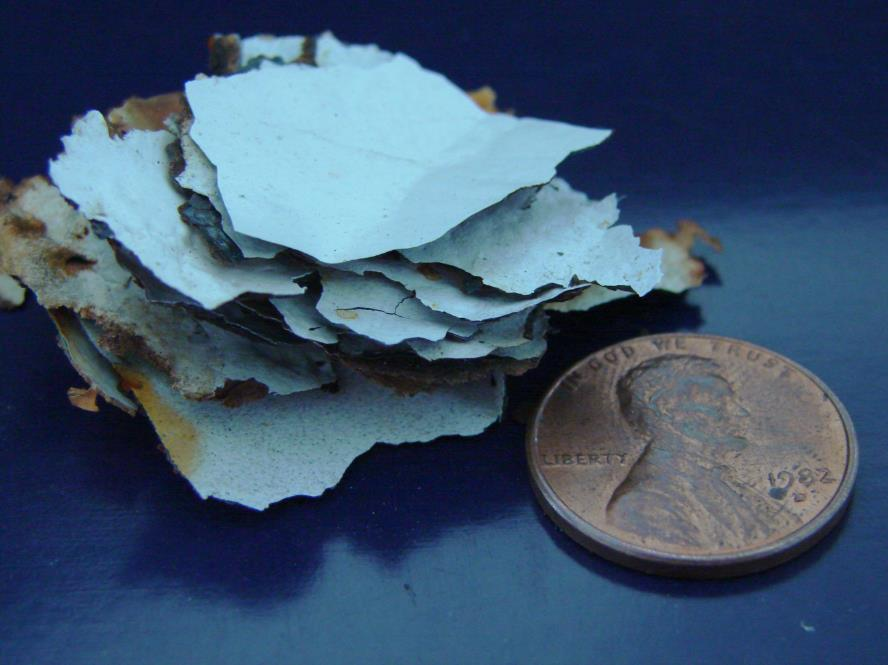 IN GOD WE TRUST
LIBERTY
1982
D